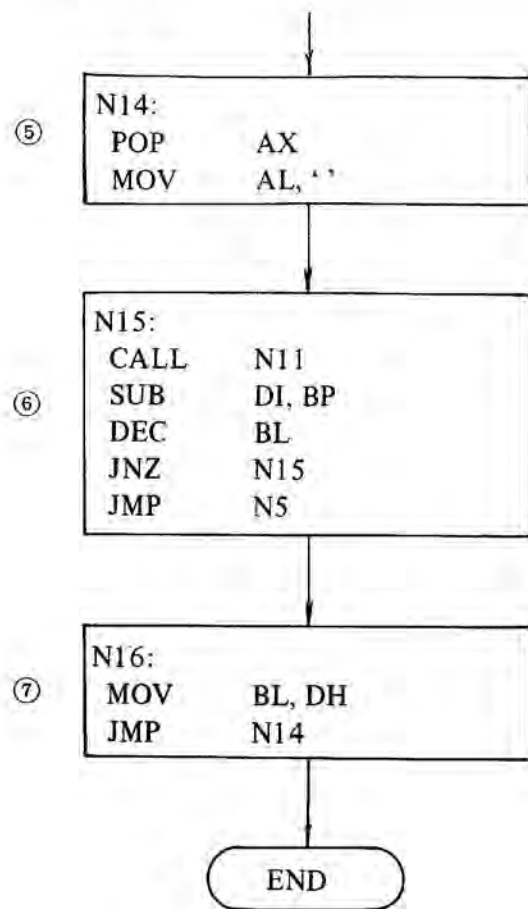 ⑤
N14:
POP AX
MOV AL, ‘ ’
⑥
N15:
CALL N11
SUB DI, BP
DEC BL
JNZ N15
JMP N5
⑦
N16:
MOV BL, DH
JMP N14
END